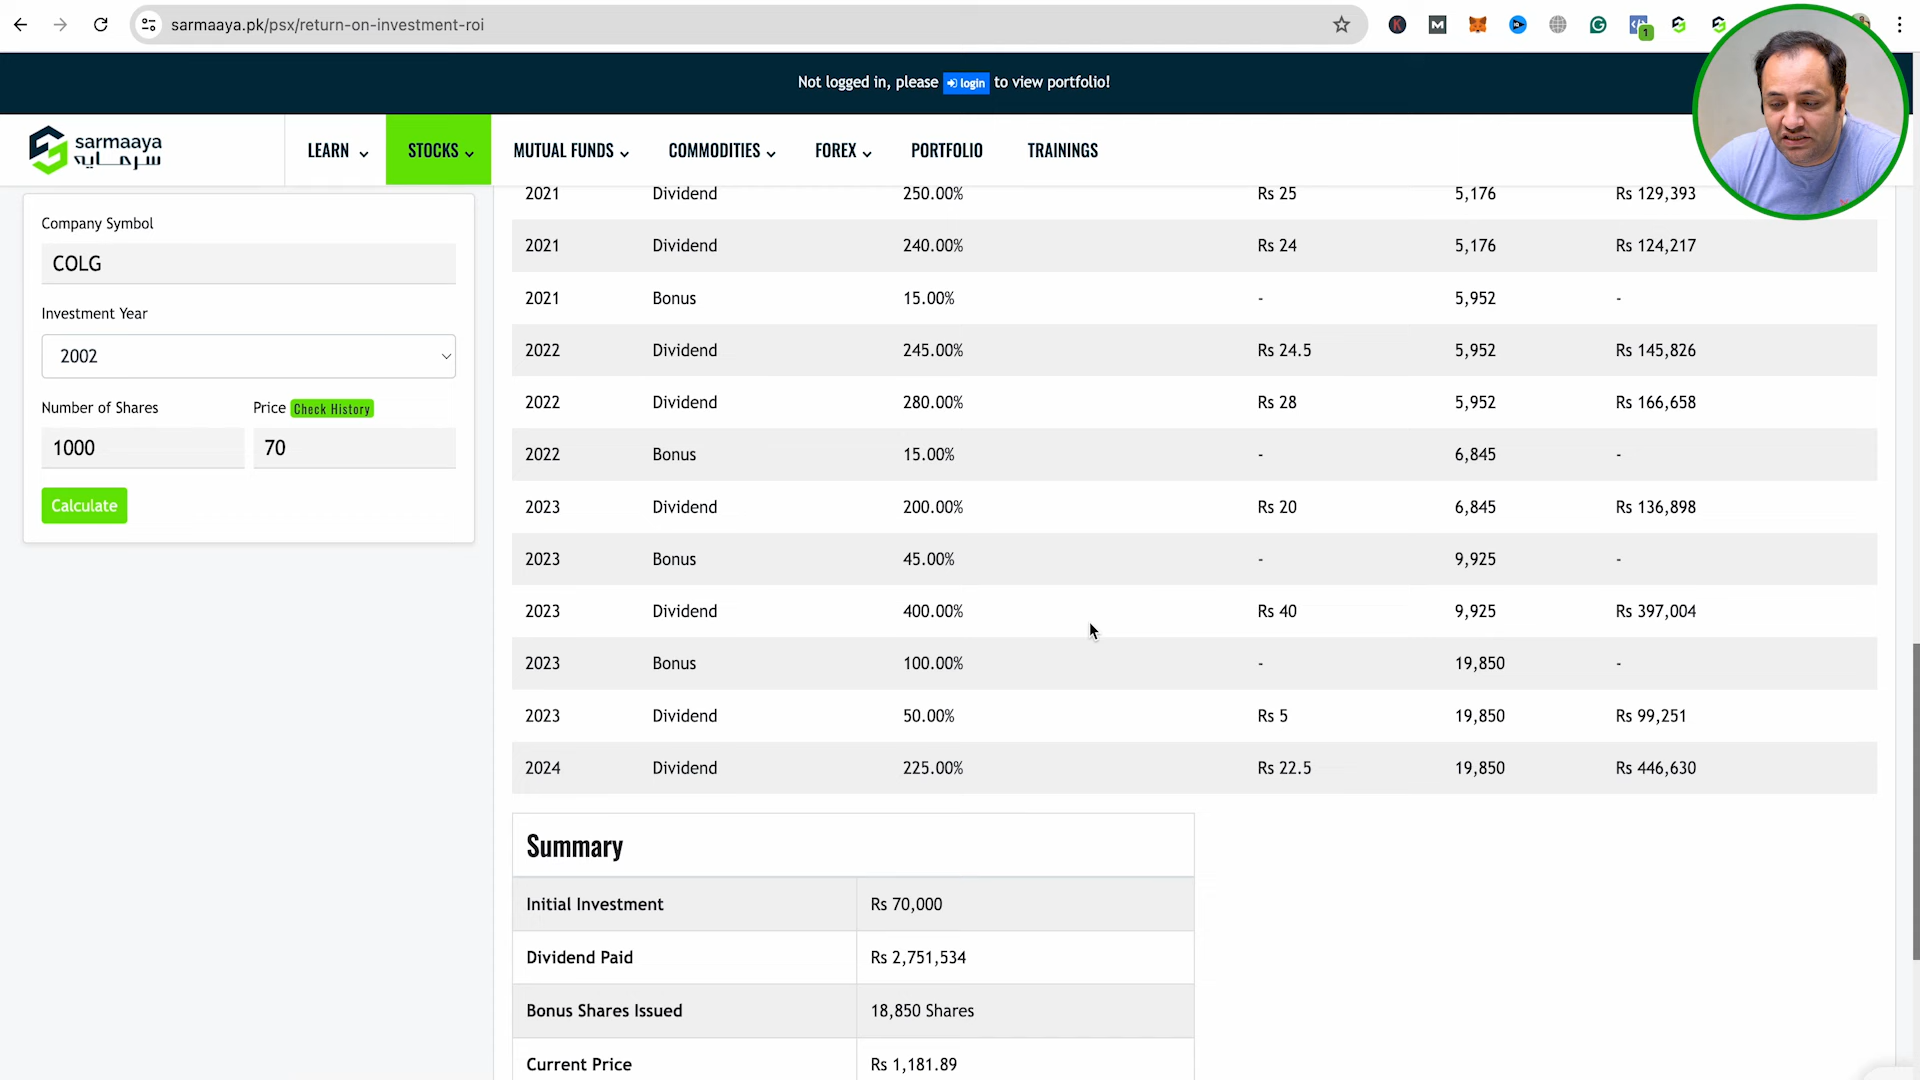 sarmaaya.pk/psx/return-on-investment-roi
1
Not logged in, please login to view portfolio!
sarmaaya
سرمایہ
LEARN STOCKS MUTUAL FUNDS COMMODITIES FOREX PORTFOLIO TRAININGS
Company Symbol
COLG
Investment Year
2002
Number of Shares Price Check History
1000 70
Calculate
2021 Dividend 250.00% Rs 25 5,176 Rs 129,393
2021 Dividend 240.00% Rs 24 5,176 Rs 124,217
2021 Bonus 15.00% - 5,952 -
2022 Dividend 245.00% Rs 24.5 5,952 Rs 145,826
2022 Dividend 280.00% Rs 28 5,952 Rs 166,658
2022 Bonus 15.00% - 6,845 -
2023 Dividend 200.00% Rs 20 6,845 Rs 136,898
2023 Bonus 45.00% - 9,925 -
2023 Dividend 400.00% Rs 40 9,925 Rs 397,004
2023 Bonus 100.00% - 19,850 -
2023 Dividend 50.00% Rs 5 19,850 Rs 99,251
2024 Dividend 225.00% Rs 22.5 19,850 Rs 446,630
Summary
Initial Investment Rs 70,000
Dividend Paid Rs 2,751,534
Bonus Shares Issued 18,850 Shares
Current Price Rs 1,181.89